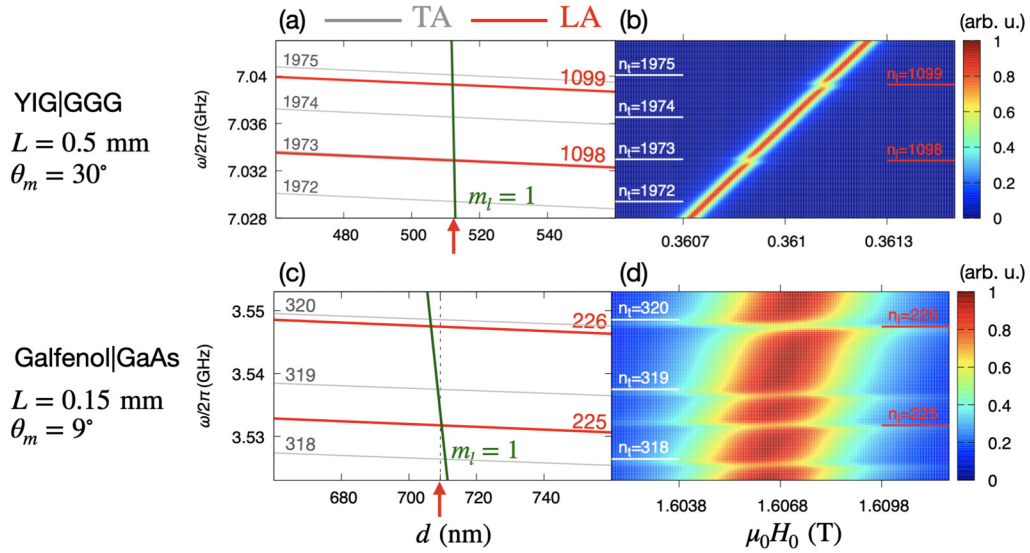 (a) TA LA (b) (arb. u.)
YIG|GGG
L = 0.5 mm
θm = 30°
ω/2π (GHz)
7.04
7.036
7.032
7.028
1975
1099
1974
1973
1098
1972
ml = 1
480 500 520 540
nt=1975
nl=1099
nt=1974
nt=1973
nl=1098
nt=1972
0.3607 0.361 0.3613
1
0.8
0.6
0.4
0.2
0
(c) (d) (arb. u.)
Galfenol|GaAs
L = 0.15 mm
θm = 9°
ω/2π (GHz)
3.55
3.54
3.53
320
226
319
225
318
ml = 1
680 700 720 740
d (nm)
nt=320
nl=226
nt=319
nl=225
nt=318
1.6038 1.6068 1.6098
μ0H0 (T)
1
0.8
0.6
0.4
0.2
0